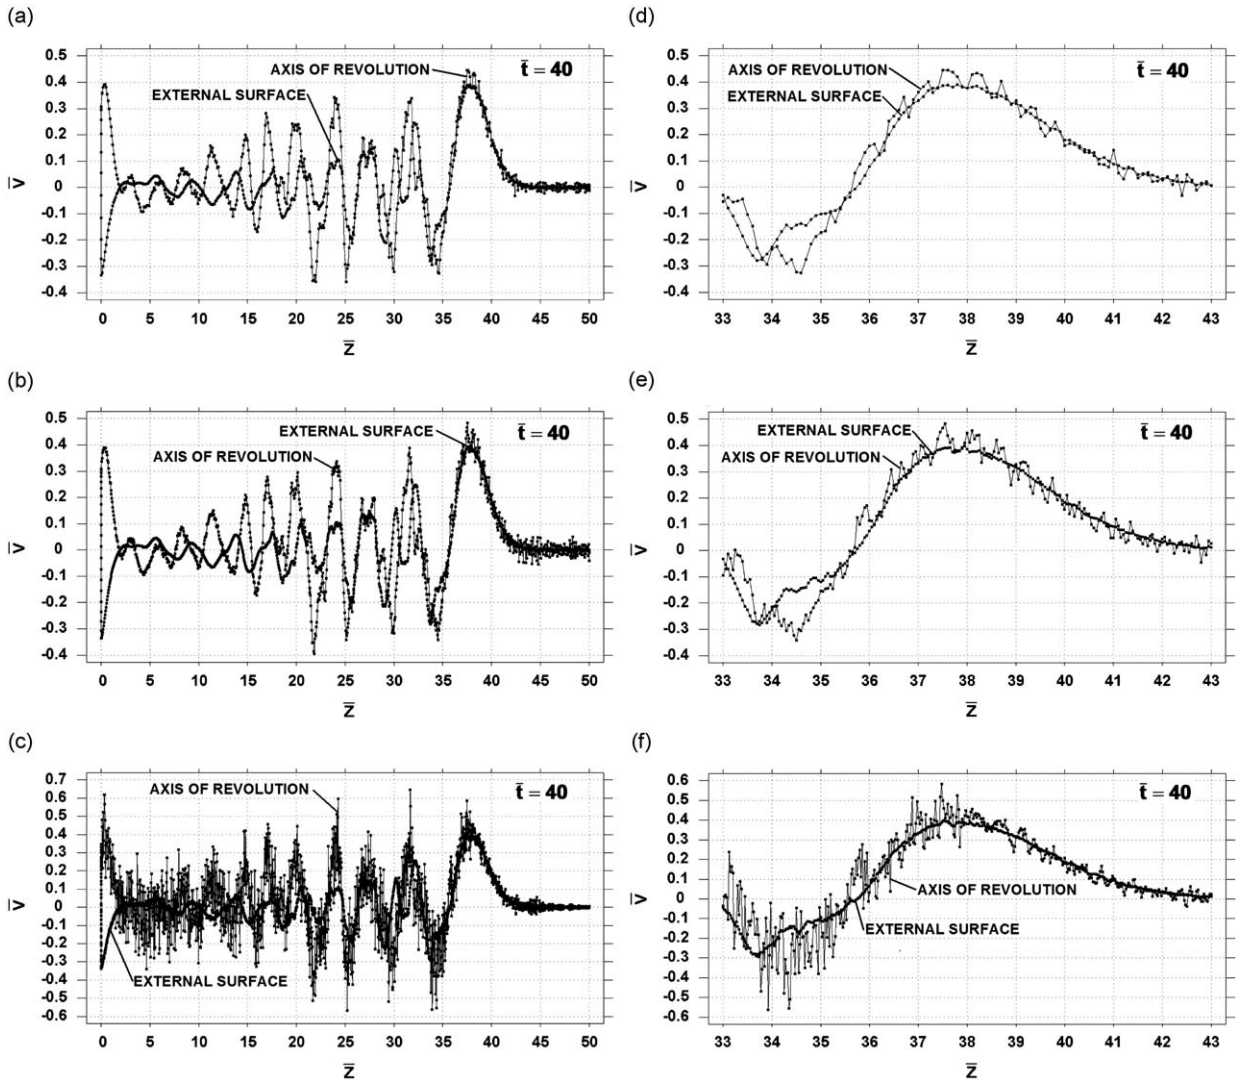 (a)
0.5
0.4
0.3
0.2
0.1
0
-0.1
-0.2
-0.3
-0.4
v̄
AXIS OF REVOLUTION
EXTERNAL SURFACE
t̄ = 40
0 5 10 15 20 25 30 35 40 45 50
z̄
(d)
0.5
0.4
0.3
0.2
0.1
0
-0.1
-0.2
-0.3
-0.4
v̄
AXIS OF REVOLUTION
EXTERNAL SURFACE
t̄ = 40
33 34 35 36 37 38 39 40 41 42 43
z̄
(b)
0.5
0.4
0.3
0.2
0.1
0
-0.1
-0.2
-0.3
-0.4
v̄
EXTERNAL SURFACE
AXIS OF REVOLUTION
t̄ = 40
0 5 10 15 20 25 30 35 40 45 50
z̄
(e)
0.5
0.4
0.3
0.2
0.1
0
-0.1
-0.2
-0.3
-0.4
v̄
EXTERNAL SURFACE
AXIS OF REVOLUTION
t̄ = 40
33 34 35 36 37 38 39 40 41 42 43
z̄
(c)
0.7
0.6
0.5
0.4
0.3
0.2
0.1
0
-0.1
-0.2
-0.3
-0.4
-0.5
-0.6
v̄
AXIS OF REVOLUTION
t̄ = 40
EXTERNAL SURFACE
0 5 10 15 20 25 30 35 40 45 50
z̄
(f)
0.6
0.5
0.4
0.3
0.2
0.1
0
-0.1
-0.2
-0.3
-0.4
-0.5
-0.6
v̄
t̄ = 40
AXIS OF REVOLUTION
EXTERNAL SURFACE
33 34 35 36 37 38 39 40 41 42 43
z̄